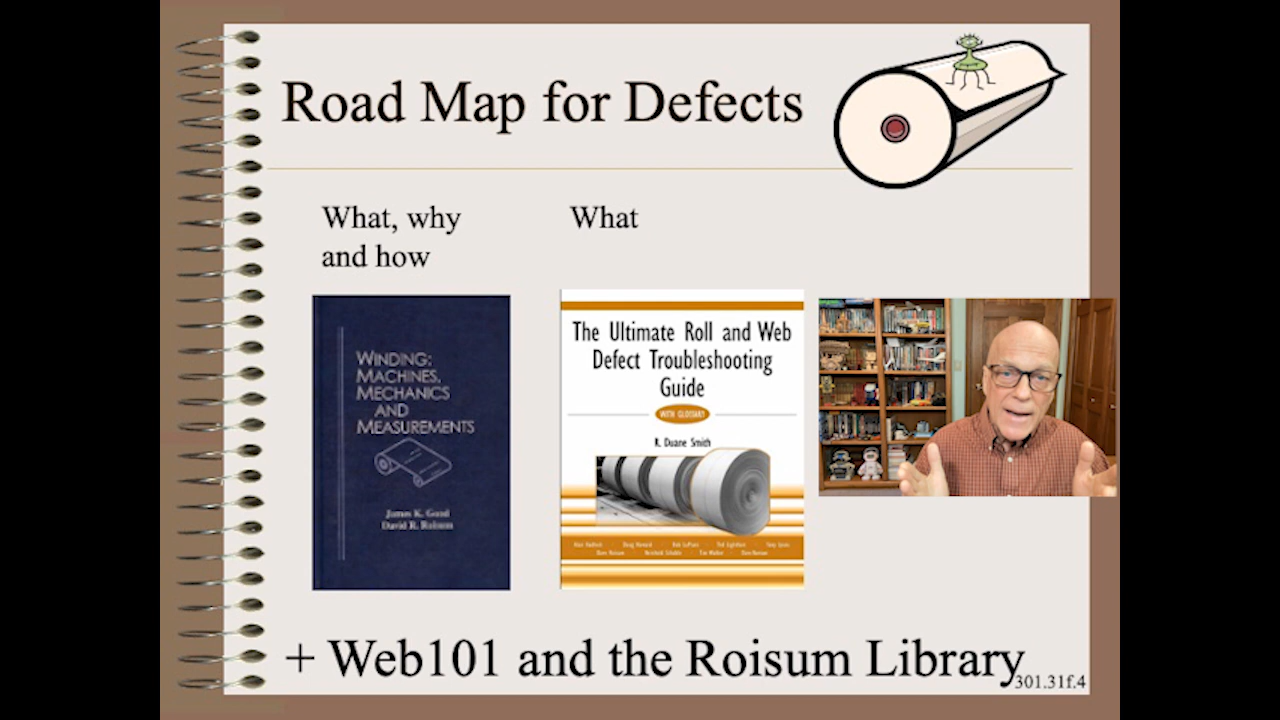 Road Map for Defects
What, why
and how
What
WINDING:
MACHINES,
MECHANICS
AND
MEASUREMENTS
James K. Good
David R. Roisum
The Ultimate Roll and Web
Defect Troubleshooting
Guide
WITH GLOSSARY
R. Duane Smith
+ Web101 and the Roisum Library
301.31f.4